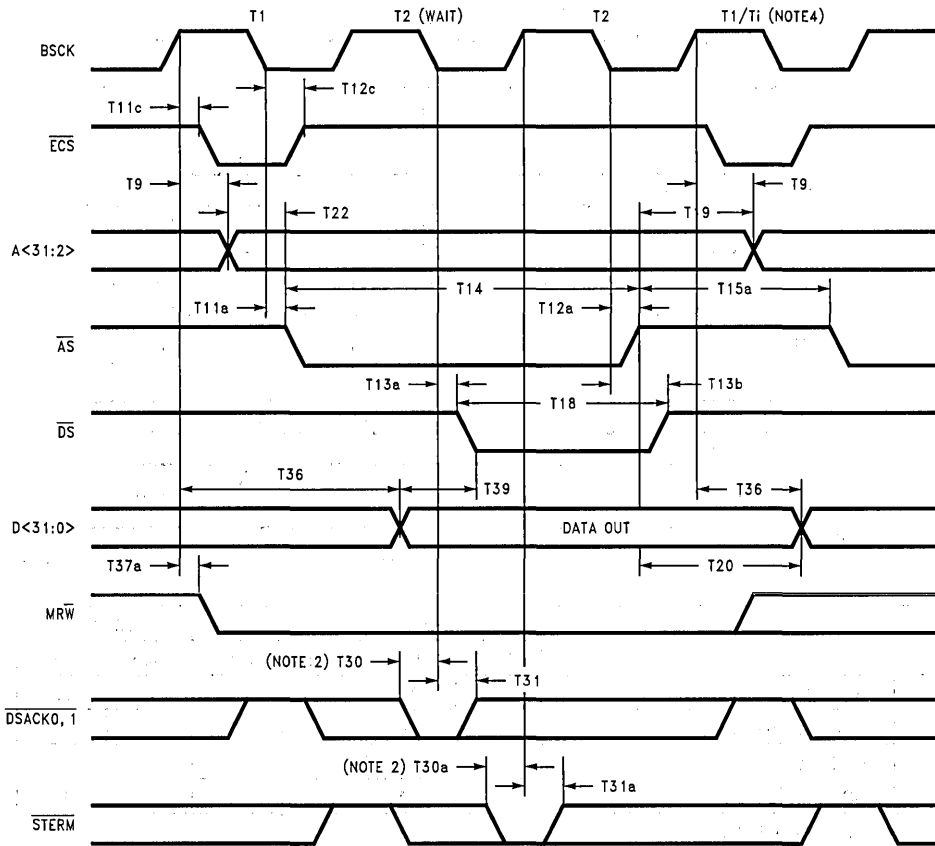 T1 T2 (WAIT) T2 T1/Ti (NOTE4)
BSCK
T12c
T11c
ECS
T9 T9
T22 T19
A<31:2>
T14 T15a
T11a T12a
AS
T13a T13b
T18
DS
T36 T39 T36
D<31:0> DATA OUT
T37a T20
MRW
(NOTE 2) T30 T31
DSACK0, 1
(NOTE 2) T30a
T31a
STERM